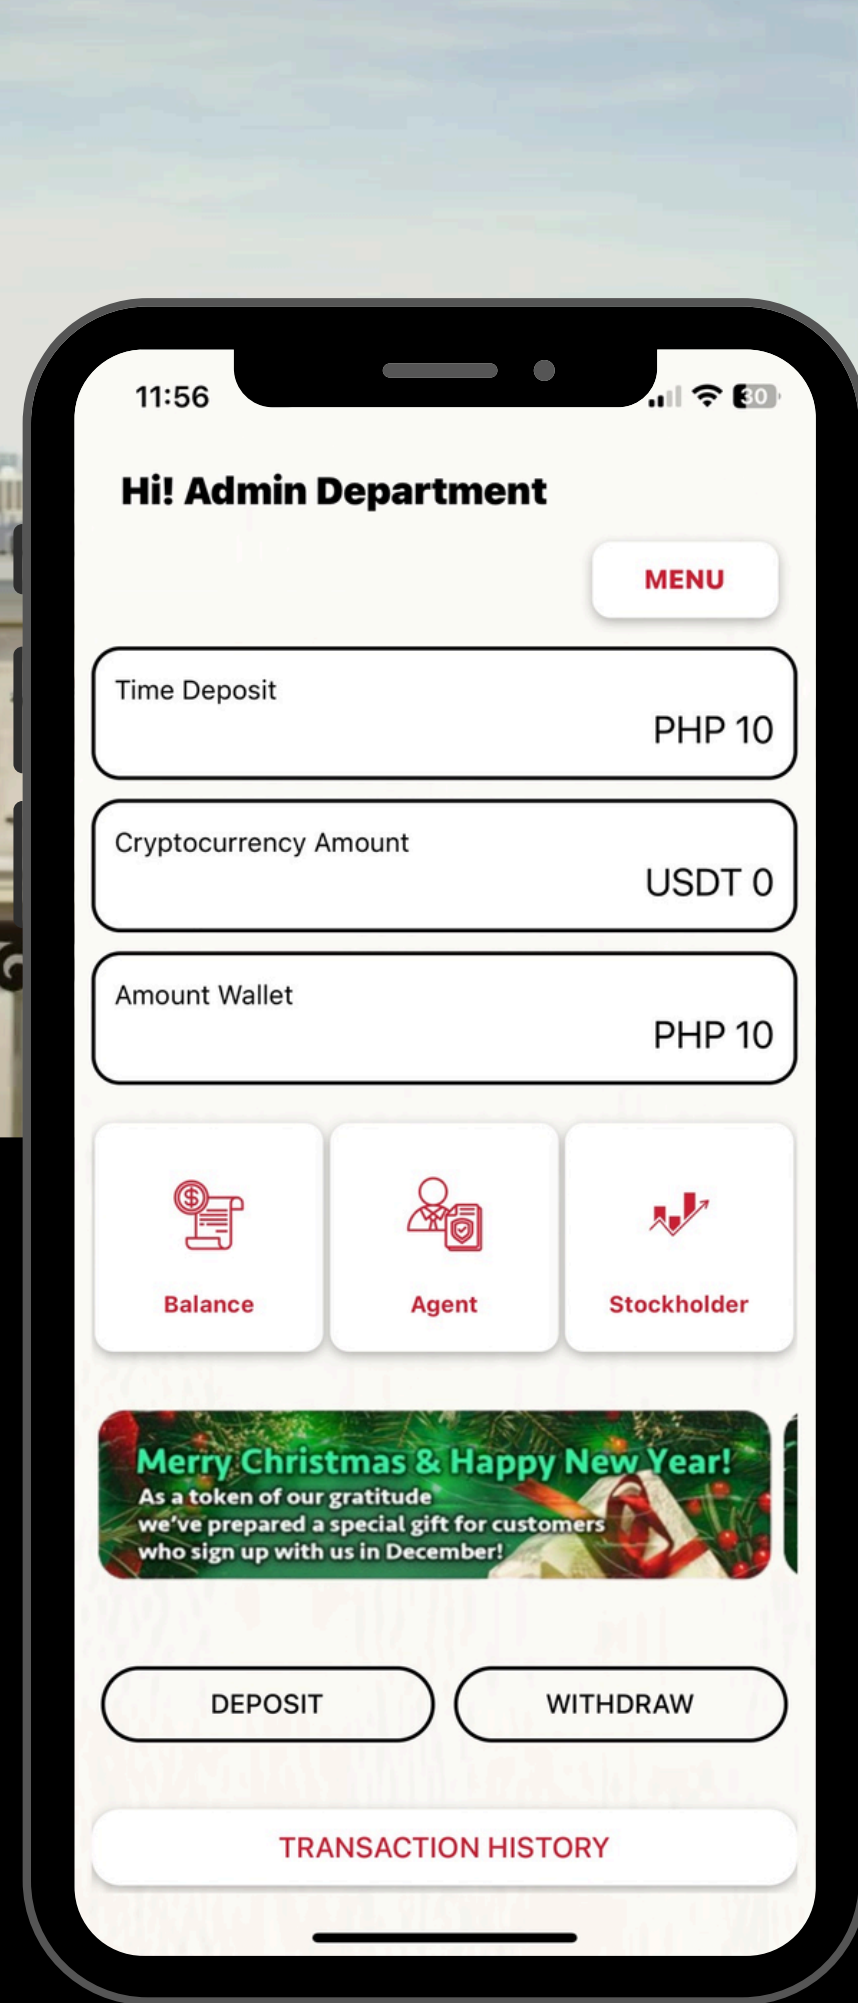 11:56
30
Hi! Admin Department
MENU
Time Deposit
PHP 10
Cryptocurrency Amount
USDT 0
Amount Wallet
PHP 10
Balance
Agent
Stockholder
Merry Christmas & Happy New Year!
As a token of our gratitude
we've prepared a special gift for customers
who sign up with us in December!
DEPOSIT
WITHDRAW
TRANSACTION HISTORY